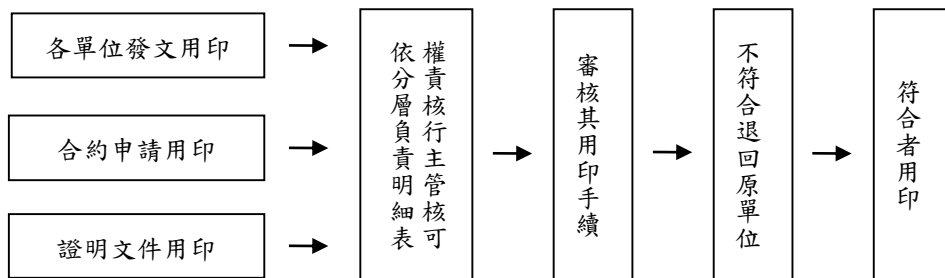 各單位發文用印
合約申請用印
證明文件用印
依分層負責明細表
權責核行主管核可
審核其用印手續
不符合退回原單位
符合者用印